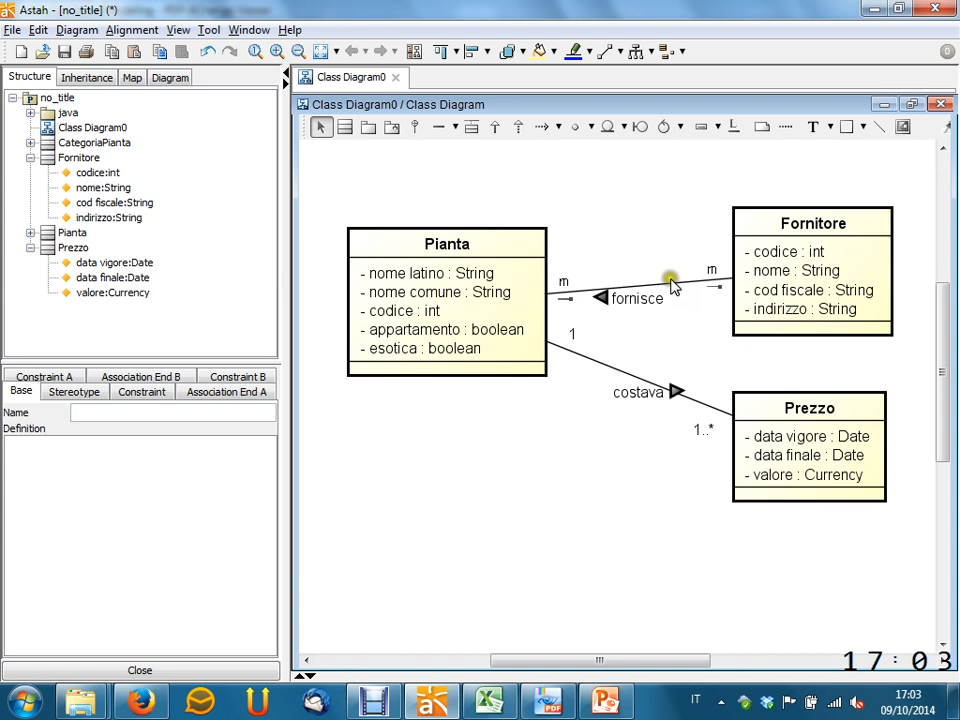 Astah - [no_title] (*)
File Edit Diagram Alignment View Tool Window Help
0
Structure Inheritance Map Diagram
no_title
java
Class Diagram0
CategoriaPianta
Fornitore
codice:int
nome:String
cod fiscale:String
indirizzo:String
Pianta
Prezzo
data vigore:Date
data finale:Date
valore:Currency
Constraint A Association End B Constraint B
Base Stereotype Constraint Association End A
Name
Definition
Close
Class Diagram0
Class Diagram0 / Class Diagram
T
Pianta
- nome latino : String
- nome comune : String
- codice : int
- appartamento : boolean
- esotica : boolean
Fornitore
- codice : int
- nome : String
- cod fiscale : String
- indirizzo : String
m
m
fornisce
1
costava
1..*
Prezzo
- data vigore : Date
- data finale : Date
- valore : Currency
17:03
IT
17:03
09/10/2014